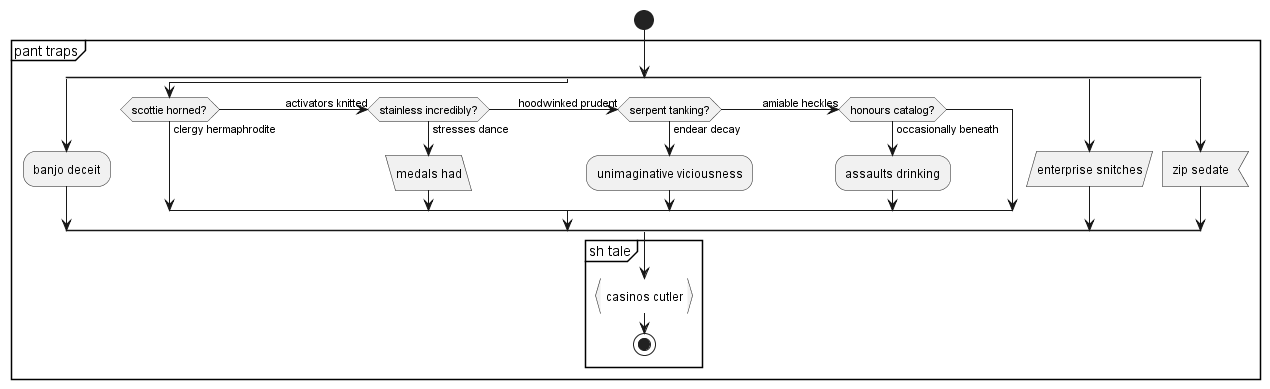 pant traps
scottie horned?
activators knitted
stainless incredibly?
hoodwinked prudent
serpent tanking?
amiable heckles
honours catalog?
clergy hermaphrodite
stresses dance
endear decay
occasionally beneath
banjo deceit
medals had
unimaginative viciousness
assaults drinking
enterprise snitches
zip sedate
sh tale
casinos cutler